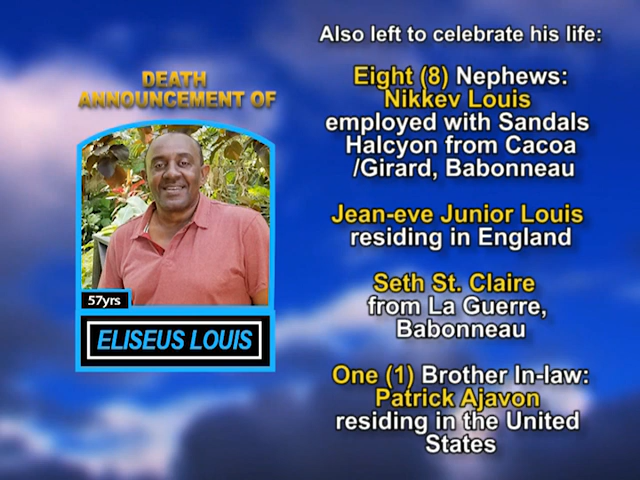 DEATH
ANNOUNCEMENT OF
57yrs
ELISEUS LOUIS
Also left to celebrate his life:
Eight (8) Nephews:
Nikkev Louis
employed with Sandals
Halcyon from Cacoa
/Girard, Babonneau
Jean-eve Junior Louis
residing in England
Seth St. Claire
from La Guerre,
Babonneau
One (1) Brother In-law:
Patrick Ajavon
residing in the United
States